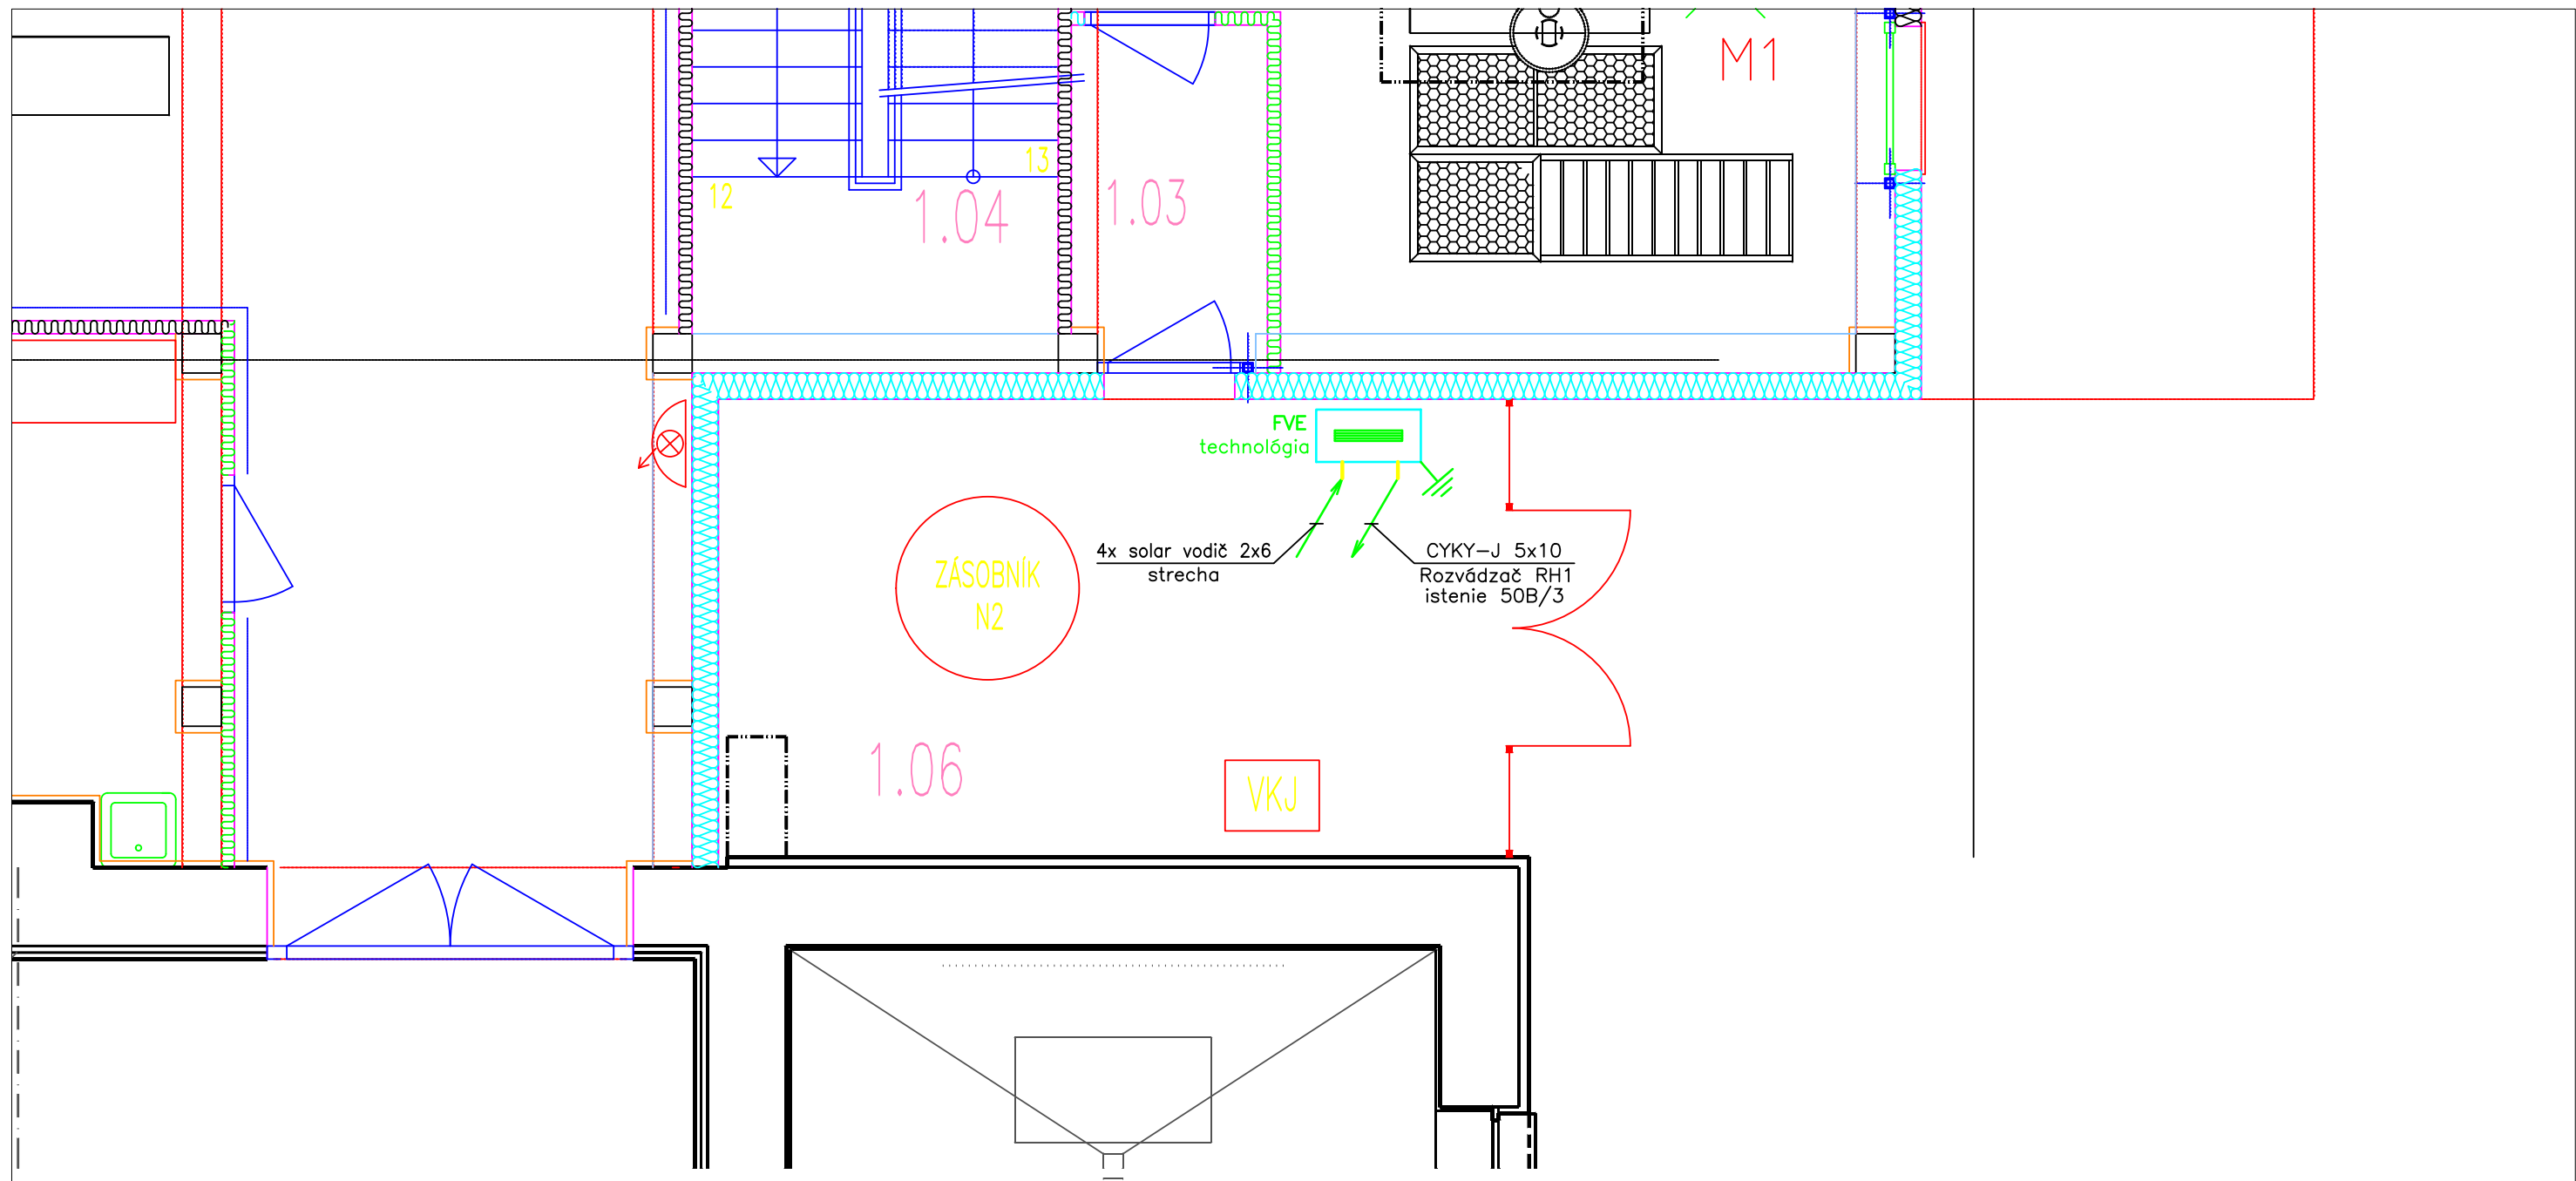 M1
13
12
1.04
1.03
FVE
technológia
4x solar vodič 2x6
strecha
CYKY-J 5x10
Rozvádzač RH1
istenie 50B/3
ZÁSOBNÍK
N2
1.06
VKJ